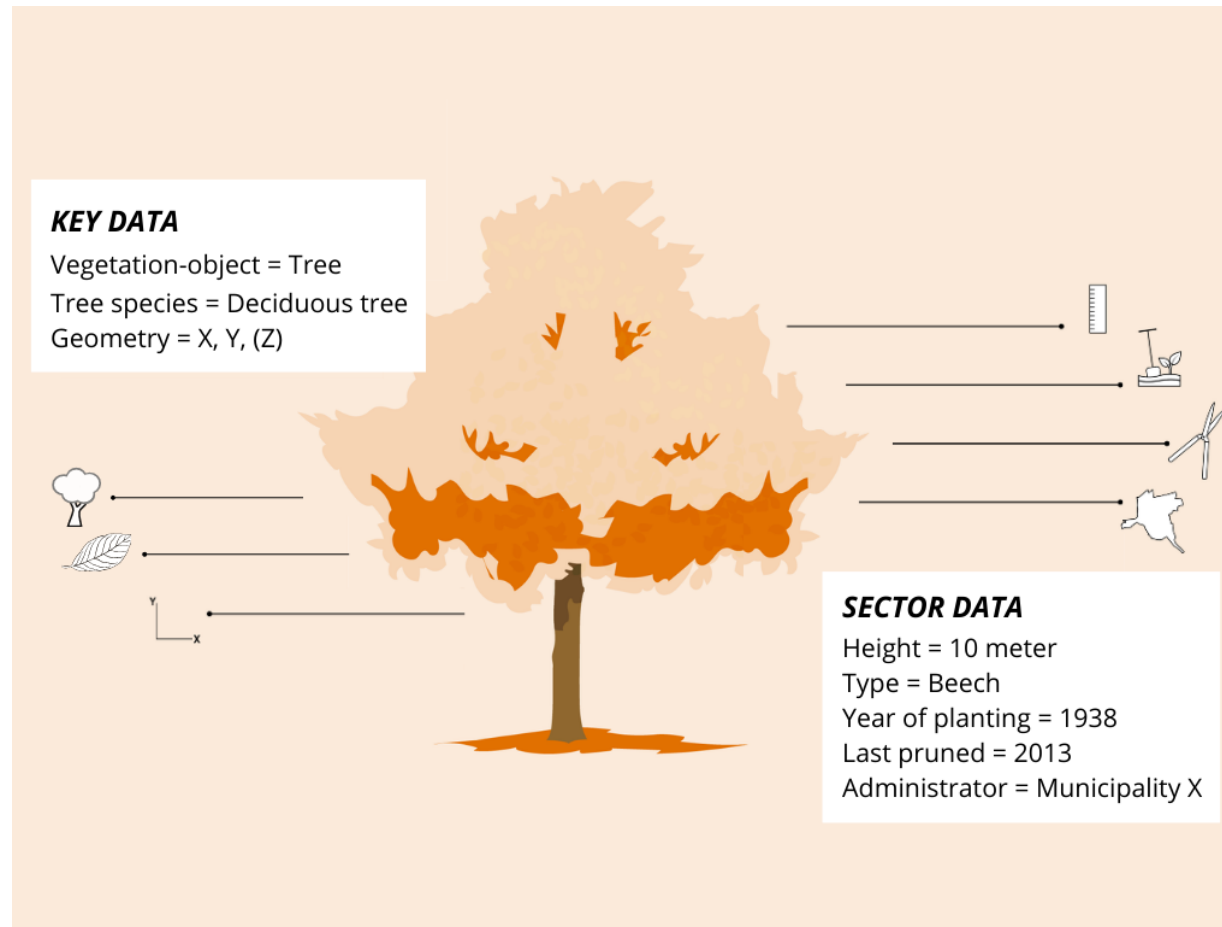 KEY DATA
Vegetation-object = Tree
Tree species = Deciduous tree
Geometry = X, Y, (Z)
Y
X
SECTOR DATA
Height = 10 meter
Type = Beech
Year of planting = 1938
Last pruned = 2013
Administrator = Municipality X